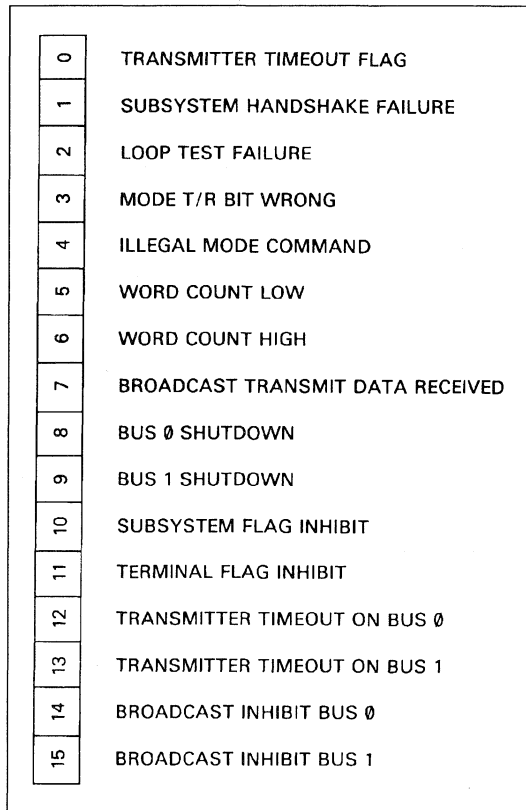 0 TRANSMITTER TIMEOUT FLAG
1 SUBSYSTEM HANDSHAKE FAILURE
2 LOOP TEST FAILURE
3 MODE T/R BIT WRONG
4 ILLEGAL MODE COMMAND
5 WORD COUNT LOW
6 WORD COUNT HIGH
7 BROADCAST TRANSMIT DATA RECEIVED
8 BUS 0 SHUTDOWN
9 BUS 1 SHUTDOWN
10 SUBSYSTEM FLAG INHIBIT
11 TERMINAL FLAG INHIBIT
12 TRANSMITTER TIMEOUT ON BUS 0
13 TRANSMITTER TIMEOUT ON BUS 1
14 BROADCAST INHIBIT BUS 0
15 BROADCAST INHIBIT BUS 1